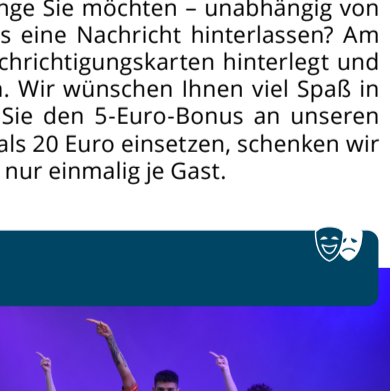 nge Sie möchten – unabhängig von
s eine Nachricht hinterlassen? Am
chrichtigungskarten hinterlegt und
. Wir wünschen Ihnen viel Spaß in
Sie den 5-Euro-Bonus an unseren
als 20 Euro einsetzen, schenken wir
nur einmalig je Gast.